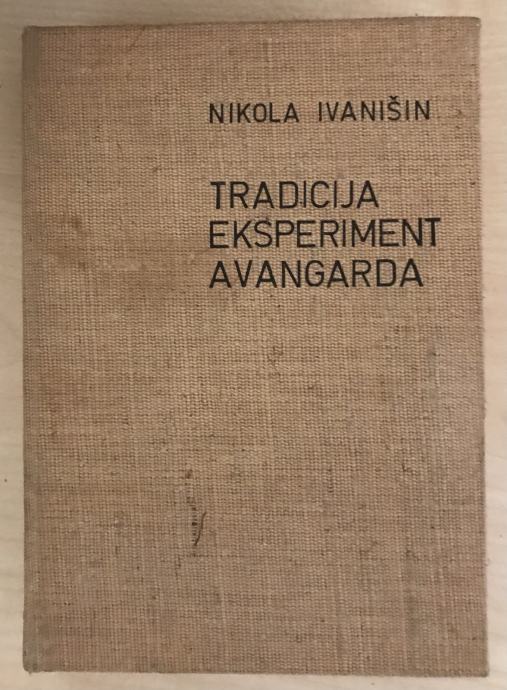 NIKOLA IVANIŠIN
TRADICIJA
EKSPERIMENT
AVANGARDA